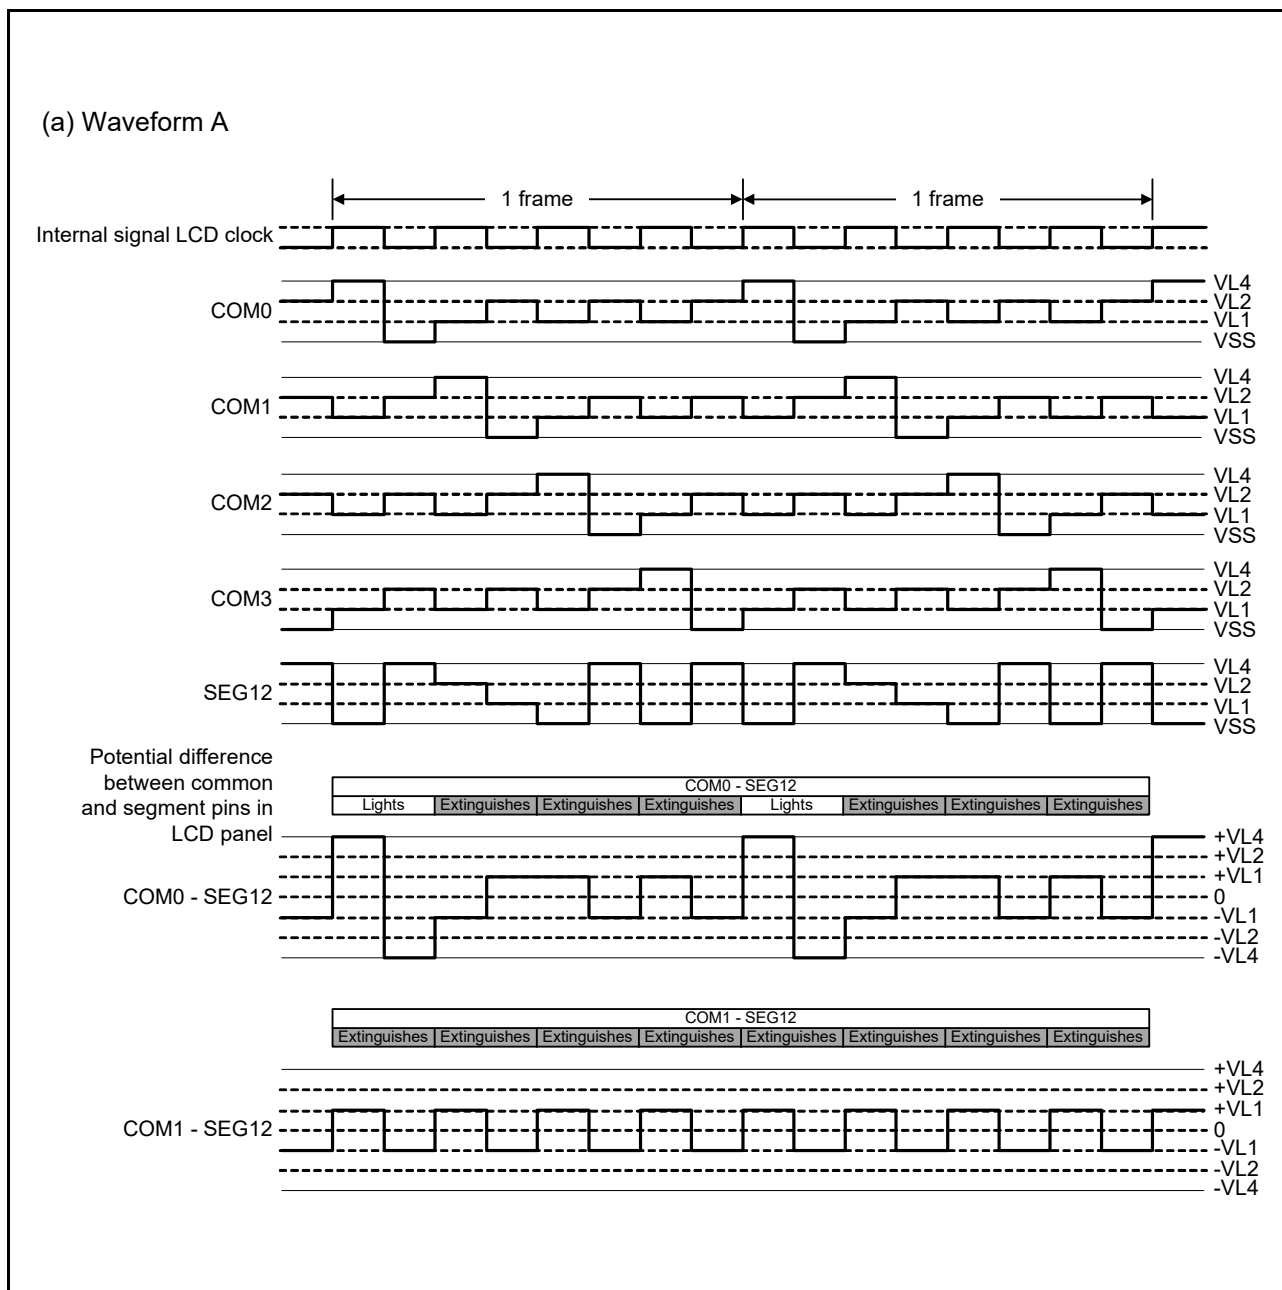 (a) Waveform A
1 frame 1 frame
Internal signal LCD clock
COM0
VL4
VL2
VL1
VSS
COM1
VL4
VL2
VL1
VSS
COM2
VL4
VL2
VL1
VSS
COM3
VL4
VL2
VL1
VSS
SEG12
VL4
VL2
VL1
VSS
Potential difference
between common
and segment pins in
LCD panel
COM0 - SEG12
Lights Extinguishes Extinguishes Extinguishes Lights Extinguishes Extinguishes Extinguishes
COM0 - SEG12
+VL4
+VL2
+VL1
0
-VL1
-VL2
-VL4
COM1 - SEG12
Extinguishes Extinguishes Extinguishes Extinguishes Extinguishes Extinguishes Extinguishes Extinguishes
COM1 - SEG12
+VL4
+VL2
+VL1
0
-VL1
-VL2
-VL4